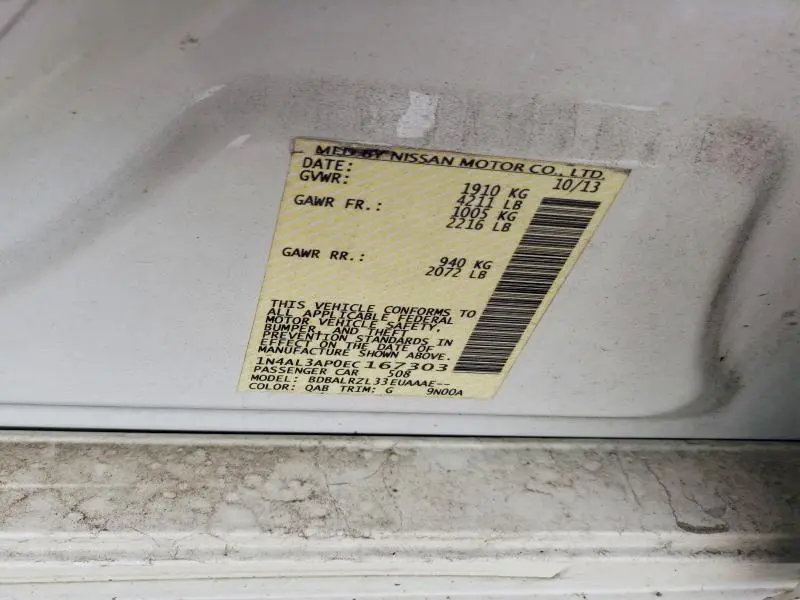 MFD BY NISSAN MOTOR CO., LTD.
DATE: 10/13
GVWR: 1910 KG
4211 LB
GAWR FR.: 1005 KG
2216 LB
GAWR RR.: 940 KG
2072 LB
THIS VEHICLE CONFORMS TO
ALL APPLICABLE FEDERAL
MOTOR VEHICLE SAFETY,
BUMPER, AND THEFT
PREVENTION STANDARDS IN
EFFECT ON THE DATE OF
MANUFACTURE SHOWN ABOVE.
1N4AL3AP0EC167303
PASSENGER CAR 508
MODEL: BDBALRZL33EUAAAE--
COLOR: QAB TRIM: G 9N00A